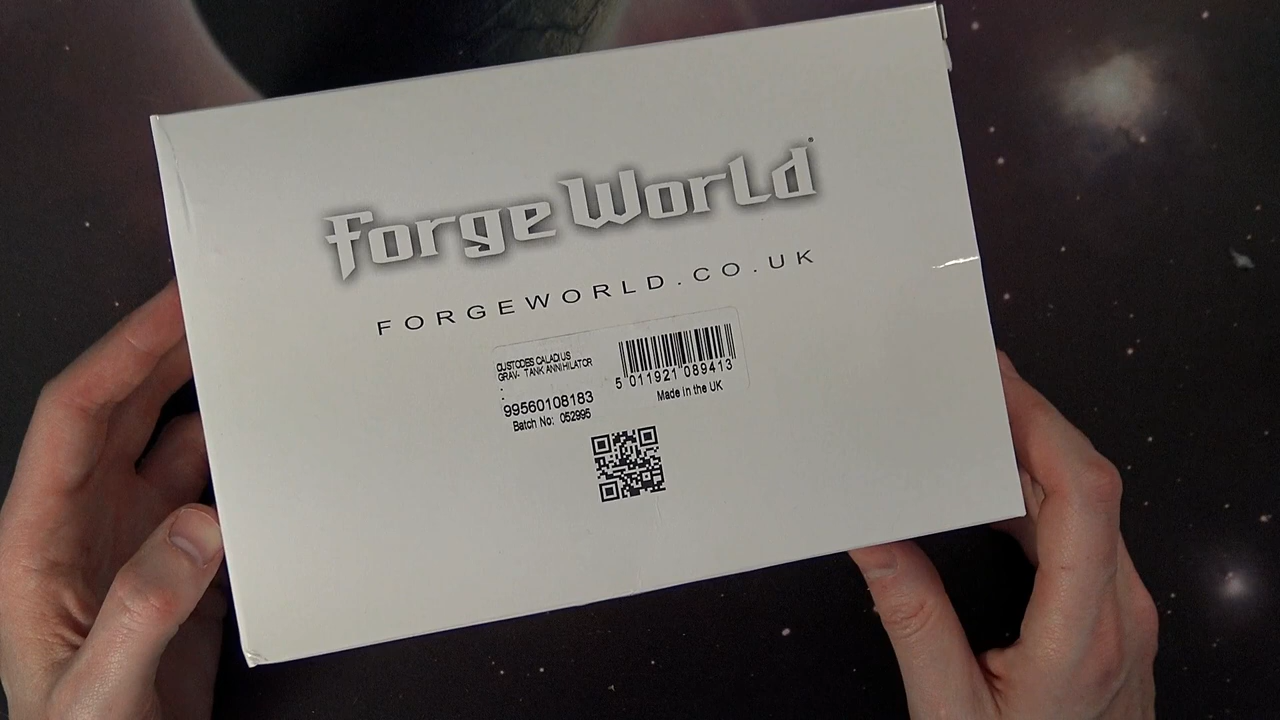 Forge World
FORGEWORLD.CO.UK
CUSTODES CALADIUS
GRAV- TANK ANNIHILATOR
-
-
99560108183
Batch No: 052995
5 011921 089413
Made in the UK